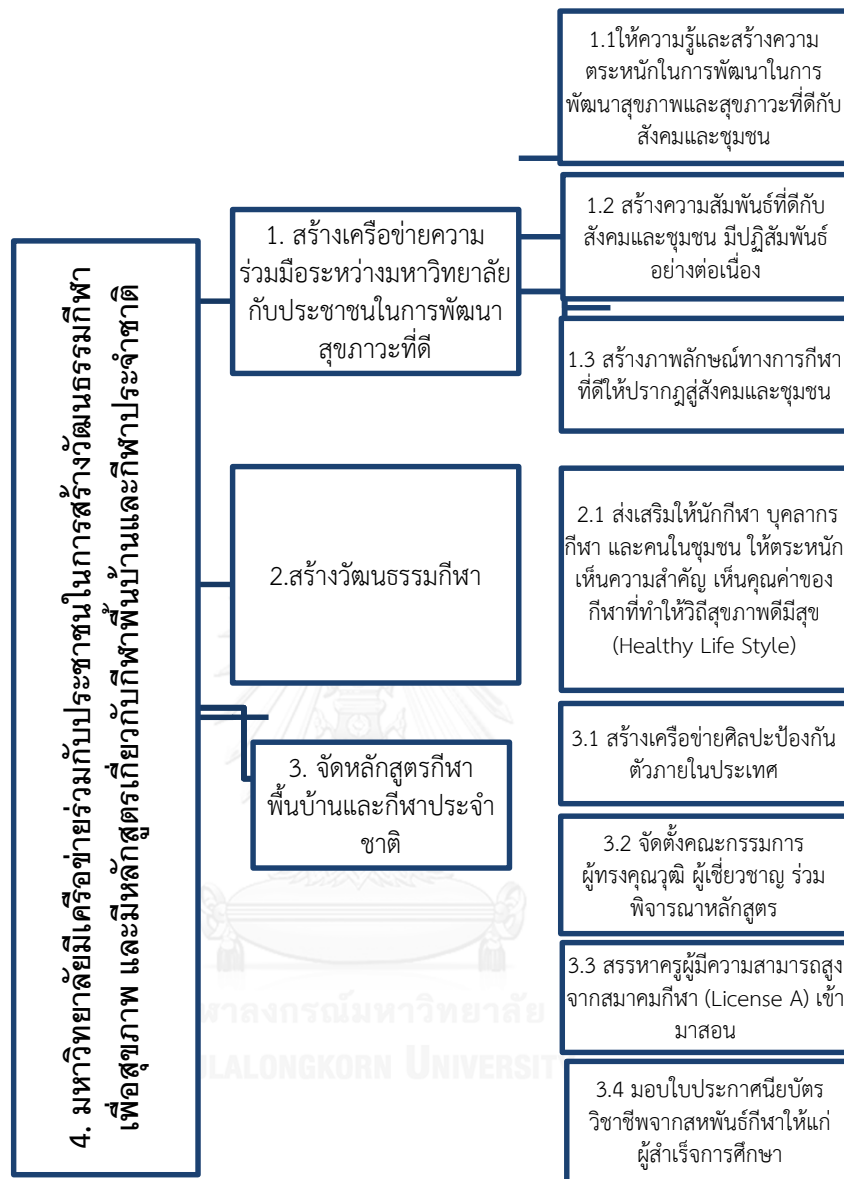 4. มหาวิทยาลัยมีเครือข่ายร่วมกับประชาชนในการสร้างวัฒนธรรมกีฬา
เพื่อสุขภาพ และมีหลักสูตรเกี่ยวกับกีฬาพื้นบ้านและกีฬาประจำชาติ
1. สร้างเครือข่ายความ
ร่วมมือระหว่างมหาวิทยาลัย
กับประชาชนในการพัฒนา
สุขภาวะที่ดี
1.1ให้ความรู้และสร้างความ
ตระหนักในการพัฒนาในการ
พัฒนาสุขภาพและสุขภาวะที่ดีกับ
สังคมและชุมชน
1.2 สร้างความสัมพันธ์ที่ดีกับ
สังคมและชุมชน มีปฏิสัมพันธ์
อย่างต่อเนื่อง
1.3 สร้างภาพลักษณ์ทางการกีฬา
ที่ดีให้ปรากฎสู่สังคมและชุมชน
2.สร้างวัฒนธรรมกีฬา
2.1 ส่งเสริมให้นักกีฬา บุคลากร
กีฬา และคนในชุมชน ให้ตระหนัก
เห็นความสำคัญ เห็นคุณค่าของ
กีฬาที่ทำให้วิถีสุขภาพดีมีสุข
(Healthy Life Style)
3. จัดหลักสูตรกีฬา
พื้นบ้านและกีฬาประจำ
ชาติ
3.1 สร้างเครือข่ายศิลปะป้องกัน
ตัวภายในประเทศ
3.2 จัดตั้งคณะกรรมการ
ผู้ทรงคุณวุฒิ ผู้เชี่ยวชาญ ร่วม
พิจารณาหลักสูตร
3.3 สรรหาครูผู้มีความสามารถสูง
จากสมาคมกีฬา (License A) เข้า
มาสอน
3.4 มอบใบประกาศนียบัตร
วิชาชีพจากสหพันธ์กีฬาให้แก่
ผู้สำเร็จการศึกษา
ฬาลงกรณ์มหาวิทยาลัย
ULALONGKORN UNIVERSIT